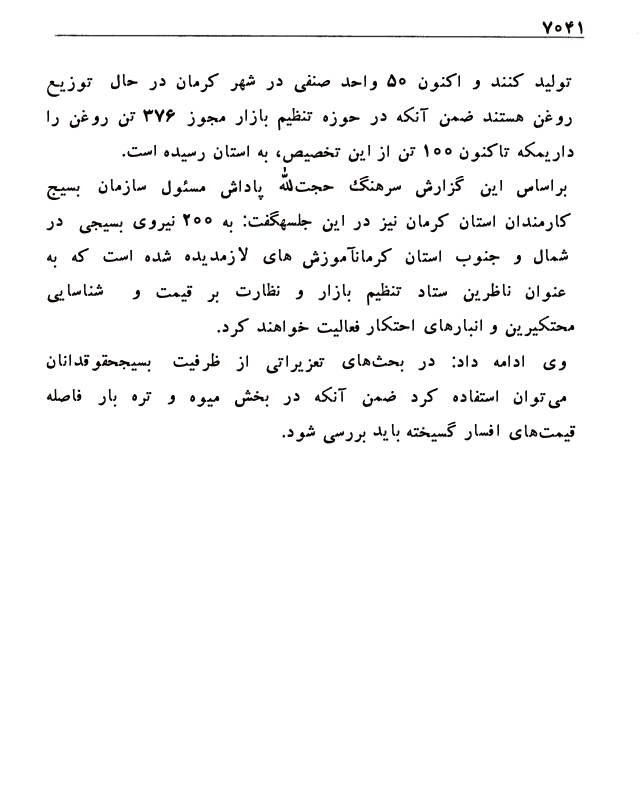 ۷۰۴۱
تولید کنند و اکنون ۵۰ واحد صنفی در شهر کرمان در حال توزیع
روغن هستند ضمن آنکه در حوزه تنظیم بازار مجوز ۳۷۶ تن روغن را
داریمکه تاکنون ۱۰۰ تن از این تخصیص، به استان رسیده است.
براساس این گزارش سرهنگ حجت‌الله پاداش مسئول سازمان بسیج
کارمندان استان کرمان نیز در این جلسهگفت: به ۲۰۰ نیروی بسیجی در
شمال و جنوب استان کرمانآموزش های لازمدیده شده است که به
عنوان ناظرین ستاد تنظیم بازار و نظارت بر قیمت و شناسایی
محتکیرین و انبارهای احتکار فعالیت خواهند کرد.
وی ادامه داد: در بحث‌های تعزیراتی از ظرفیت بسیجحقوقدانان
می‌توان استفاده کرد ضمن آنکه در بخش میوه و تره بار فاصله
قیمت‌های افسار گسیخته باید بررسی شود.